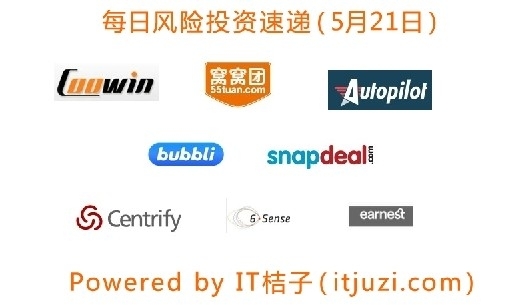 每日风险投资速递(5月21日)
Coowin
窝窝团
55tuan.com
Autopilot
bubbli
snapdeal.com
Centrify
6Sense
earnest
Powered by IT桔子(itjuzi.com)